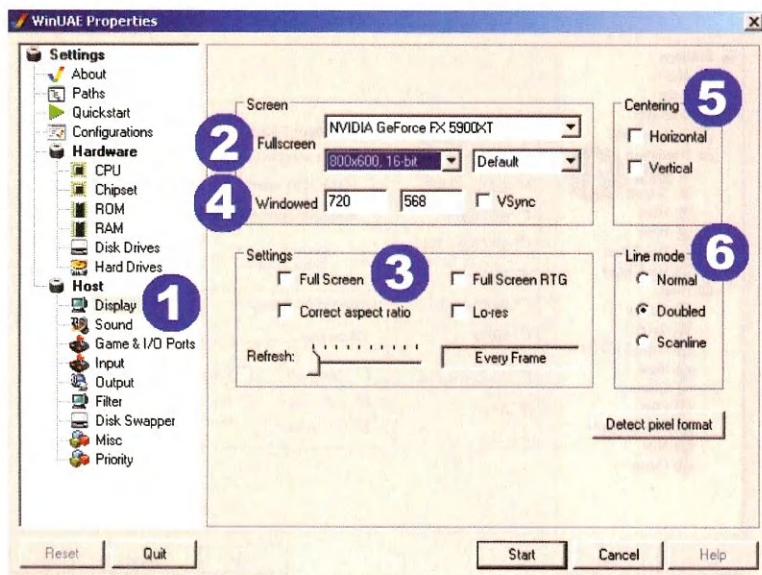 WinUAE Properties
Settings
About
Paths
Quickstart
Configurations
Hardware
CPU
Chipset
ROM
RAM
Disk Drives
Hard Drives
Host
Display
1
Sound
Game & I/O Ports
Input
Output
Filter
Disk Swapper
Misc
Priority
Screen
2
Fullscreen
NVIDIA GeForce FX 5900XT
800x600, 16-bit
Default
4
Windowed 720 568 VSync
Centering 5
Horizontal
Vertical
Settings
Full Screen 3 Full Screen RTG
Correct aspect ratio Lo-res
Refresh: Every Frame
Line mode 6
Normal
Doubled
Scanline
Detect pixel format
Reset Quit Start Cancel Help